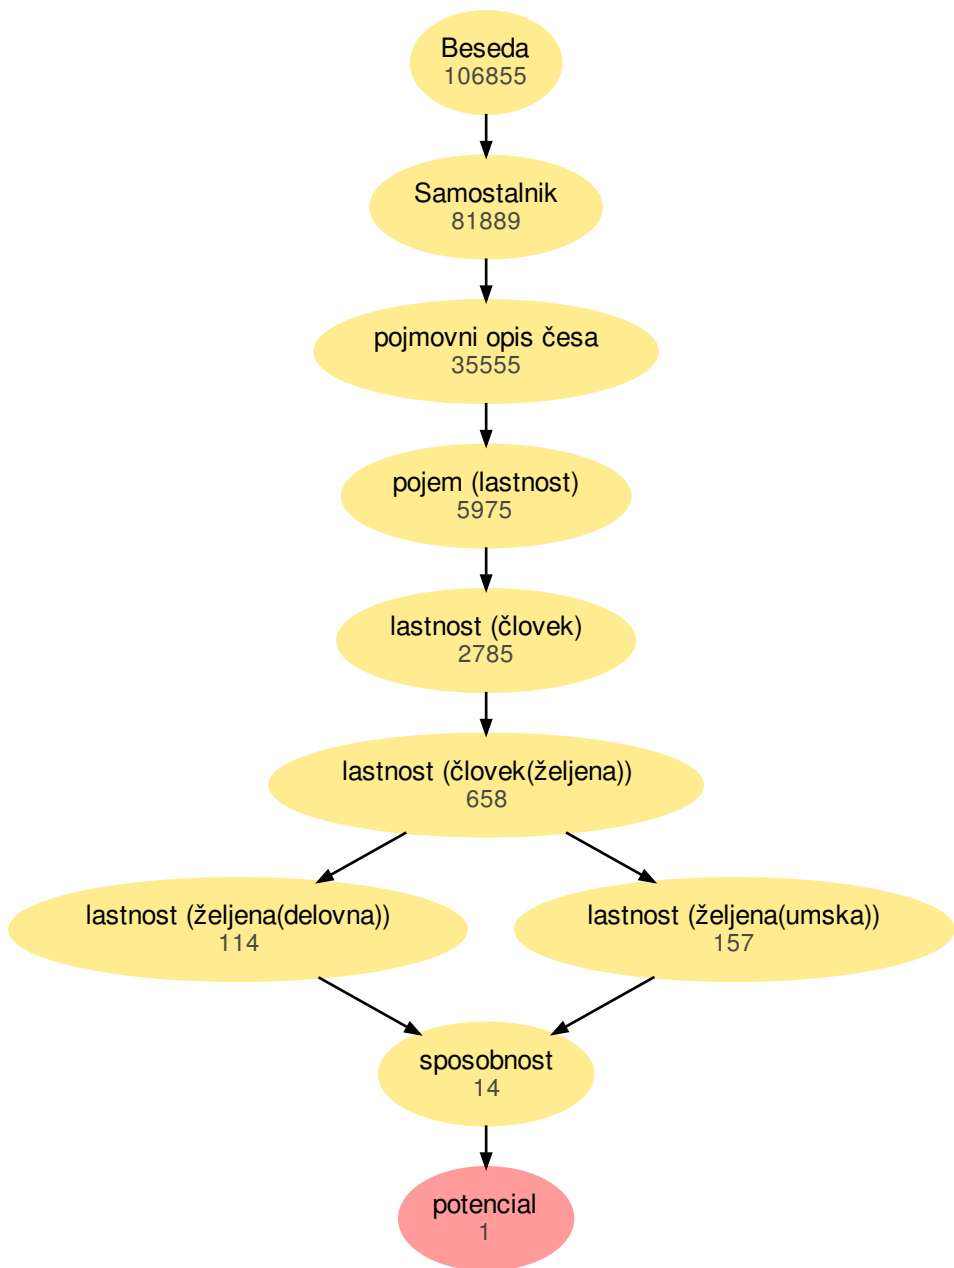 Beseda
106855
Samostalnik
81889
pojmovni opis česa
35555
pojem (lastnost)
5975
lastnost (človek)
2785
lastnost (človek(željena))
658
lastnost (željena(delovna))
114
lastnost (željena(umska))
157
sposobnost
14
potencial
1